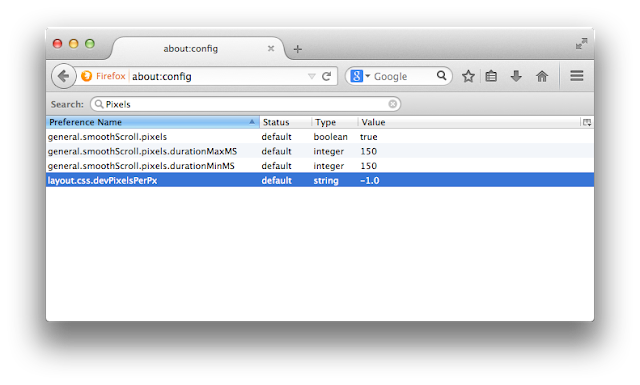 about:config
Firefox about:config Google
Search: Pixels
Preference Name Status Type Value
general.smoothScroll.pixels default boolean true
general.smoothScroll.pixels.durationMaxMS default integer 150
general.smoothScroll.pixels.durationMinMS default integer 150
layout.css.devPixelsPerPx default string -1.0